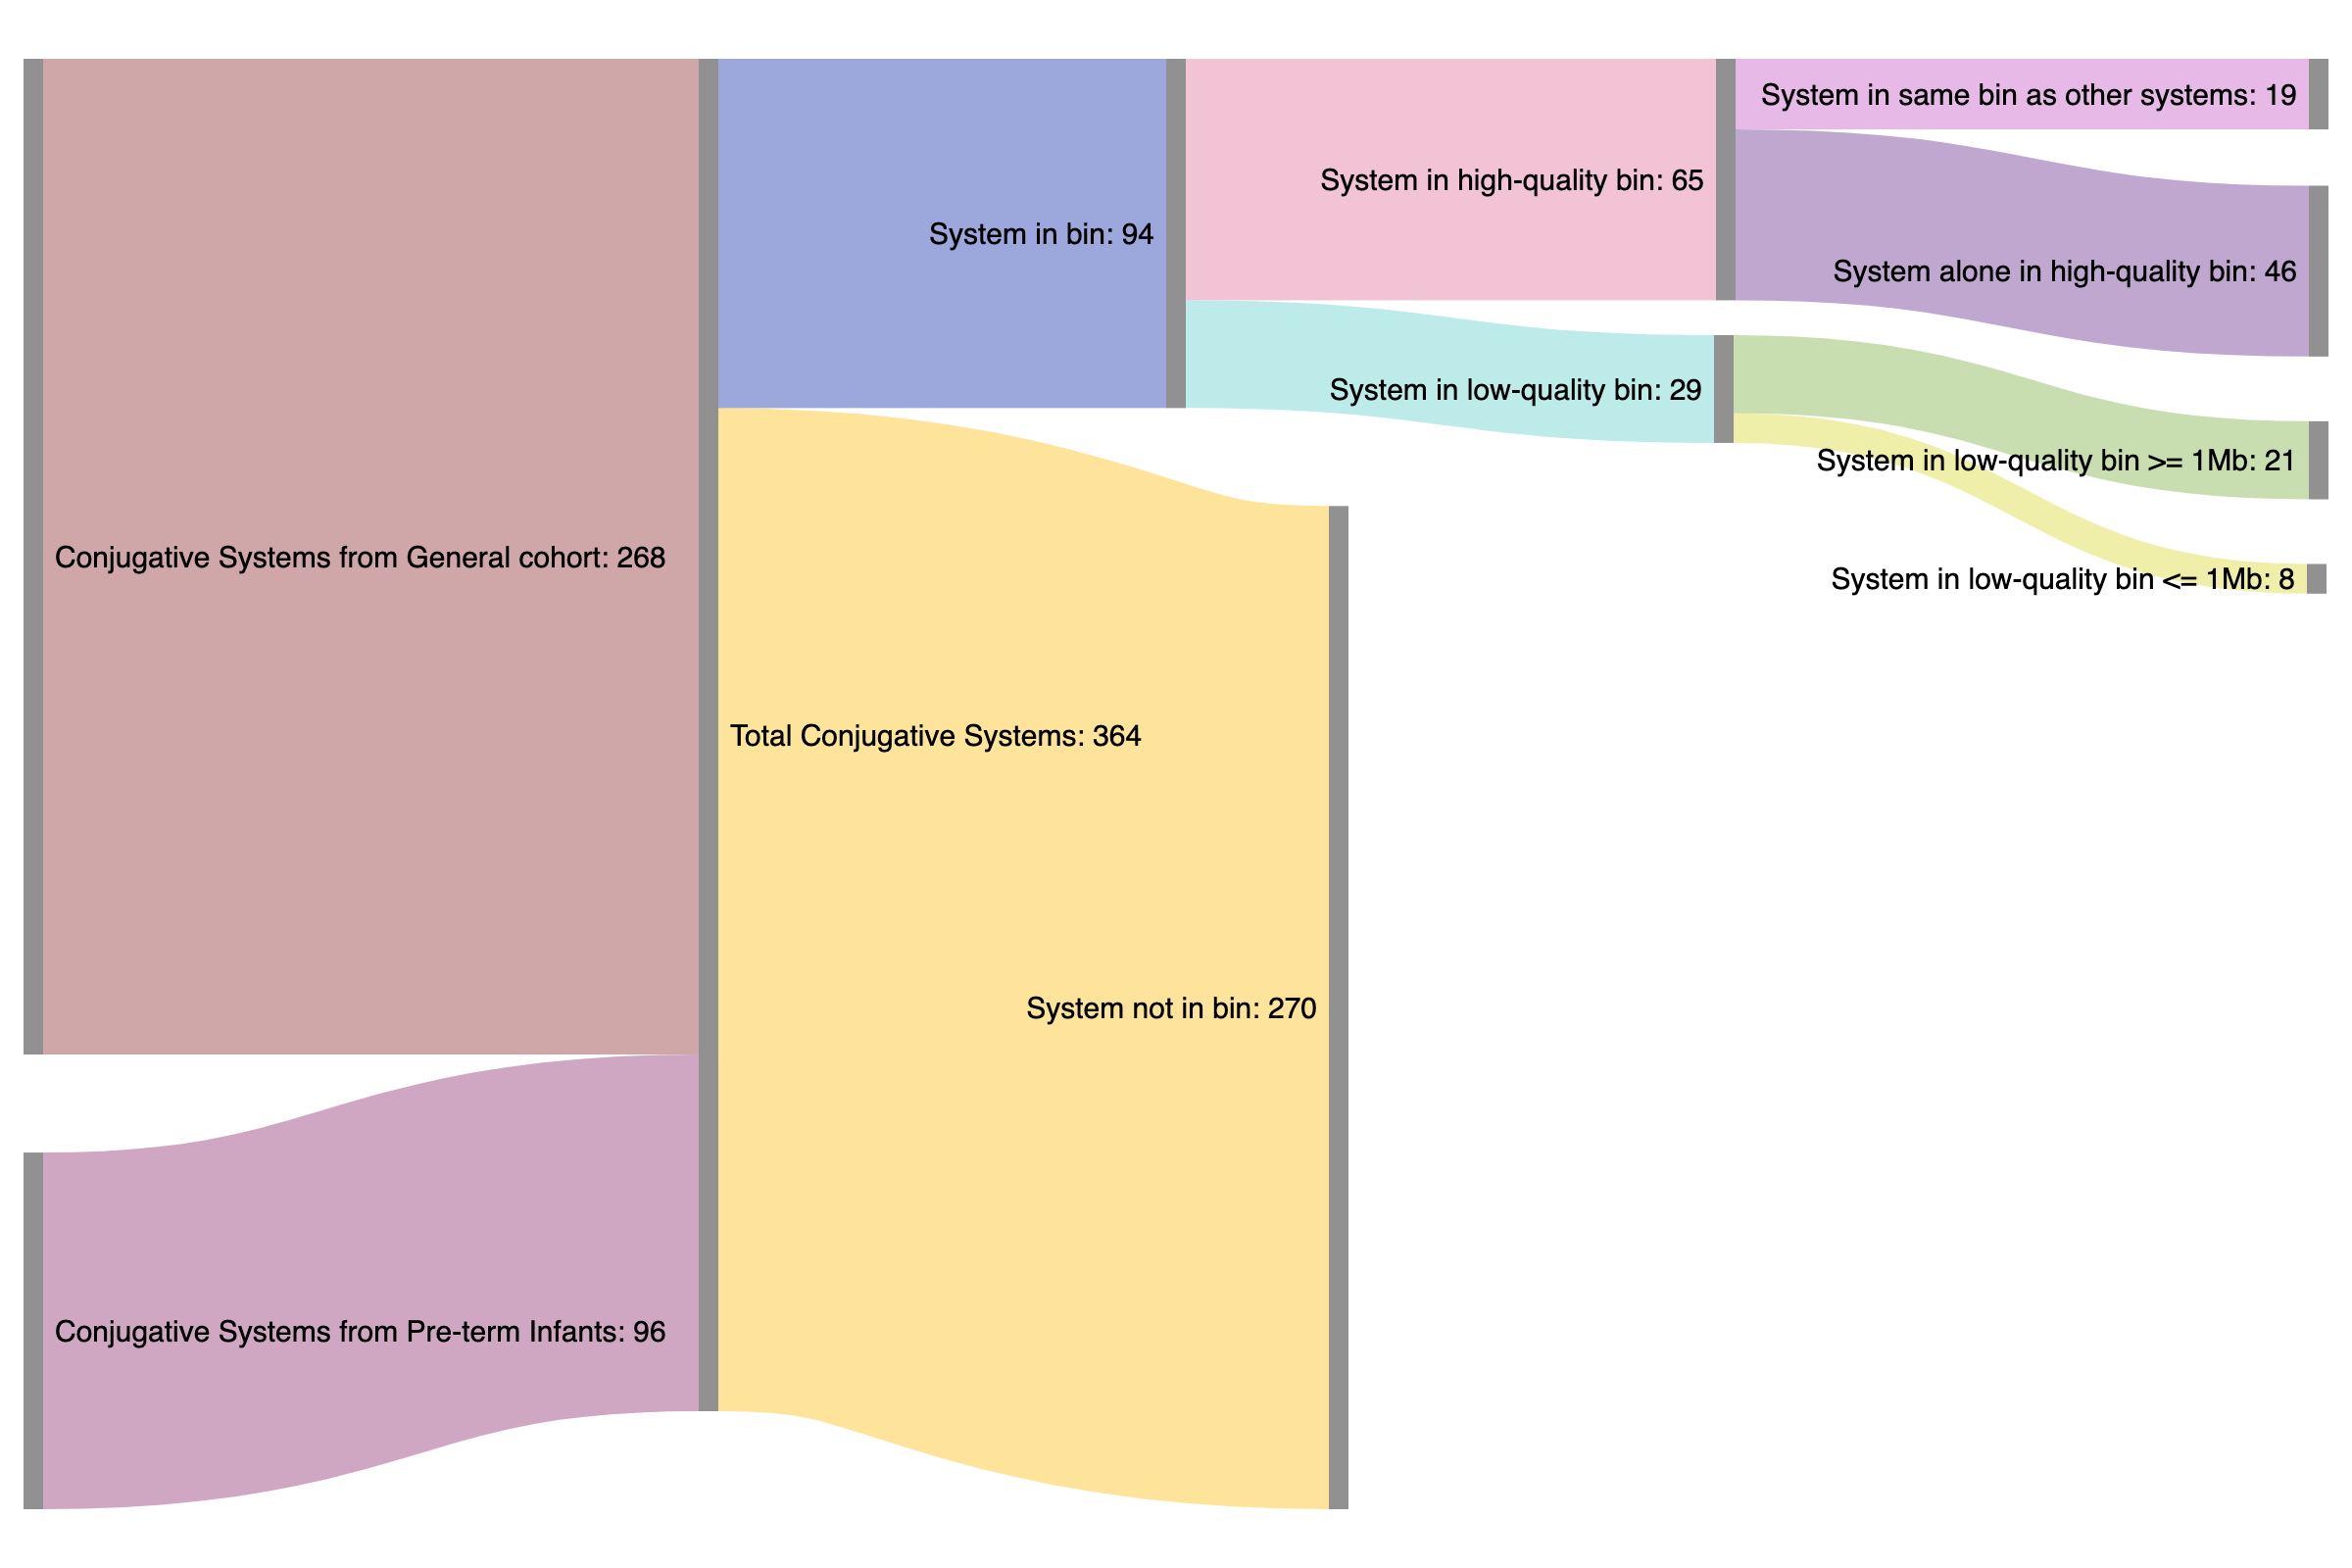 System in same bin as other systems: 19
System in high-quality bin: 65
System in bin: 94
System alone in high-quality bin: 46
System in low-quality bin: 29
System in low-quality bin >= 1Mb: 21
Conjugative Systems from General cohort: 268
System in low-quality bin <= 1Mb: 8
Total Conjugative Systems: 364
System not in bin: 270
Conjugative Systems from Pre-term Infants: 96